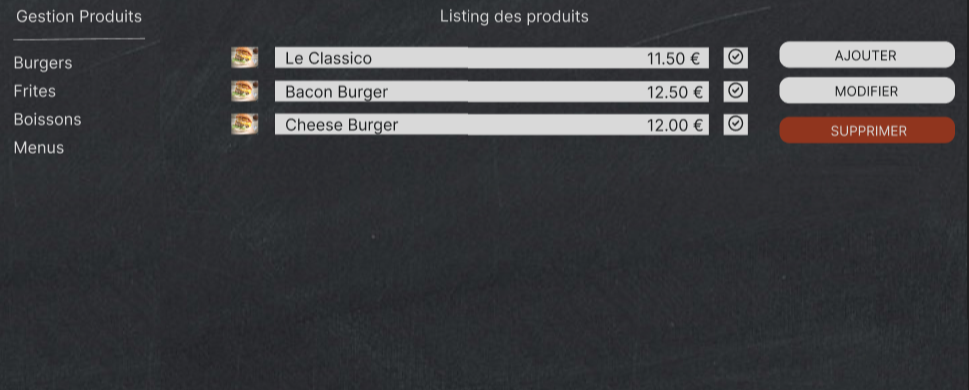 Gestion Produits
Burgers
Frites
Boissons
Menus
Listing des produits
Le Classico 11.50 €
Bacon Burger 12.50 €
Cheese Burger 12.00 €
AJOUTER
MODIFIER
SUPPRIMER